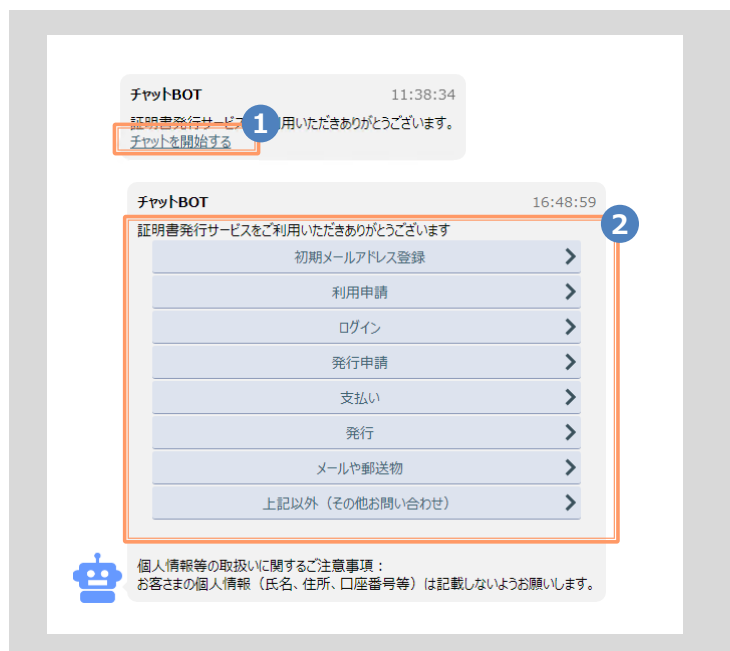 チャットBOT 11:38:34
証明書発行サービス 利用いただきありがとうございます。
1
チャットを開始する
チャットBOT 16:48:59
2
証明書発行サービスをご利用いただきありがとうございます
初期メールアドレス登録
利用申請
ログイン
発行申請
支払い
発行
メールや郵送物
上記以外（その他お問い合わせ）
個人情報等の取扱いに関するご注意事項：
お客さまの個人情報（氏名、住所、口座番号等）は記載しないようお願いします。